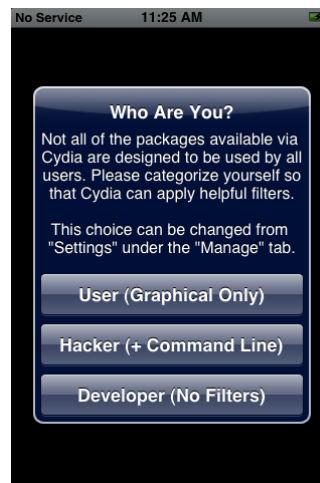 No Service 11:25 AM
Who Are You?
Not all of the packages available via
Cydia are designed to be used by all
users. Please categorize yourself so
that Cydia can apply helpful filters.
This choice can be changed from
"Settings" under the "Manage" tab.
User (Graphical Only)
Hacker (+ Command Line)
Developer (No Filters)